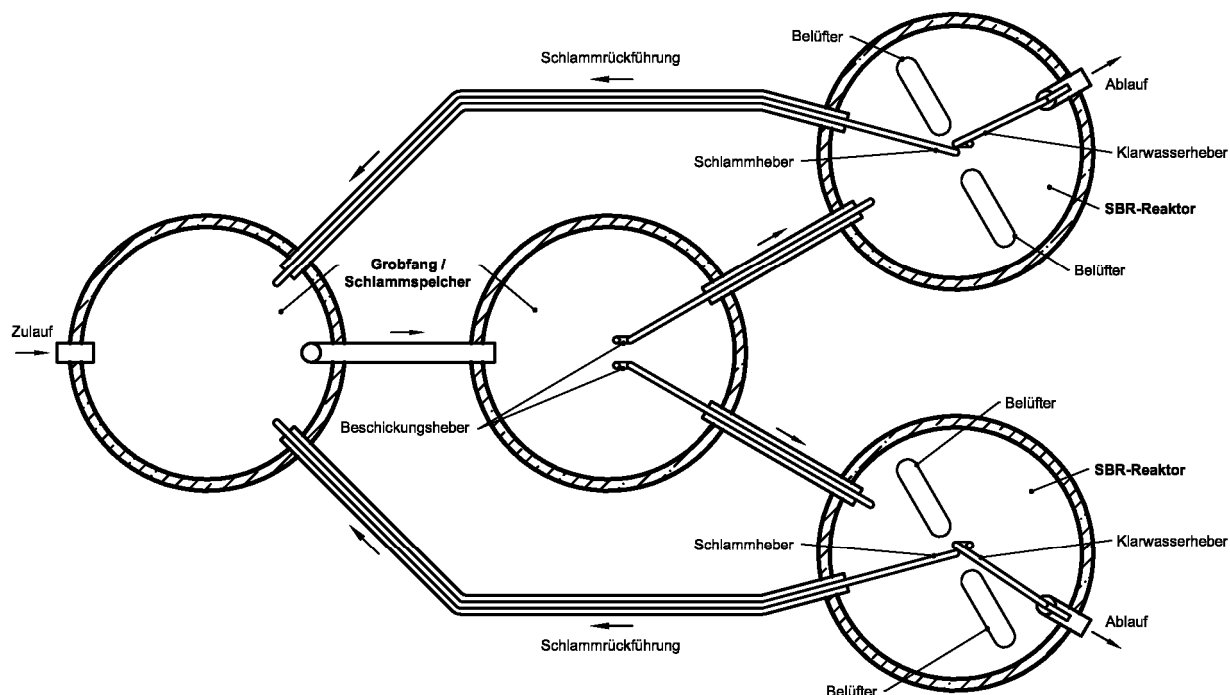 Belüfter
Schlammrückführung
Ablauf
Schlammheber
Klarwasserheber
SBR-Reaktor
Belüfter
Grobfang /
Schlammspeicher
Zulauf
Beschickungsheber
Belüfter
SBR-Reaktor
Schlammheber
Klarwasserheber
Ablauf
Schlammrückführung
Belüfter